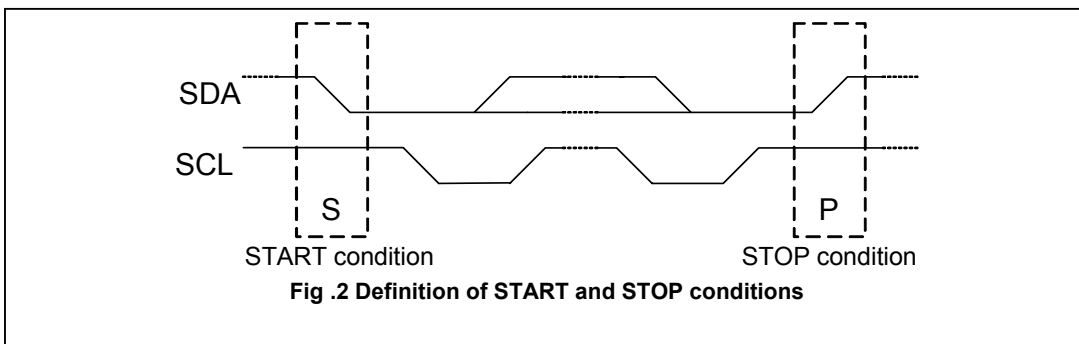 SDA
SCL
S P
START condition STOP condition
Fig .2 Definition of START and STOP conditions